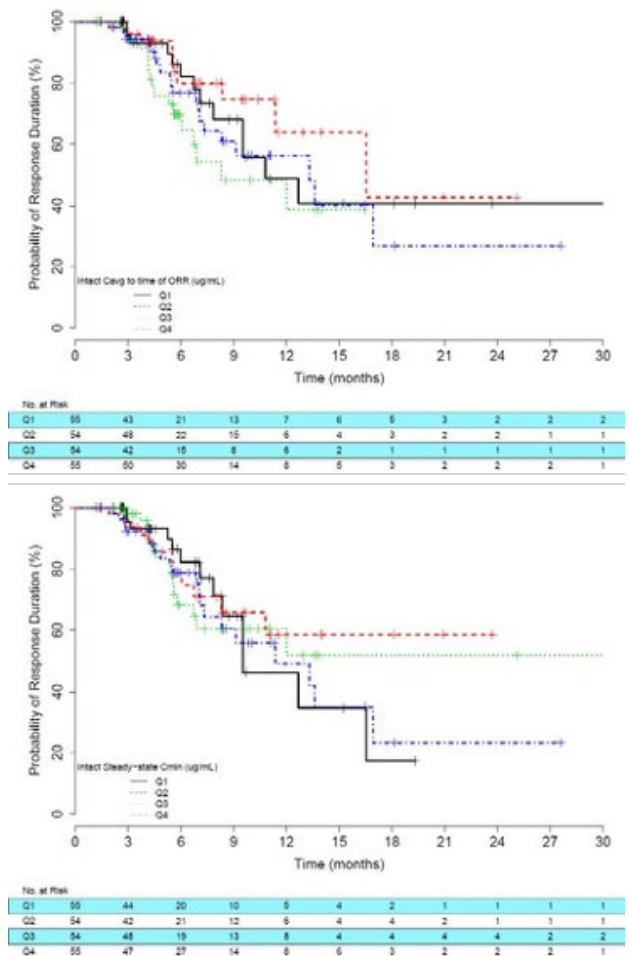 Probability of Response Duration (%)
100
80
60
40
20
0
Intact Cavg to time of ORR (ug/mL)
Q1
Q2
Q3
Q4
0 3 6 9 12 15 18 21 24 27 30
Time (months)
No. at Risk
Q1 55 43 21 13 7 6 5 3 2 2 2
Q2 54 48 22 15 6 4 3 2 2 1 1
Q3 54 42 15 8 6 2 1 1 1 1 1
Q4 55 50 30 14 8 5 3 2 2 2 1
Probability of Response Duration (%)
100
80
60
40
20
0
Intact Steady-state Cmin (ug/mL)
Q1
Q2
Q3
Q4
0 3 6 9 12 15 18 21 24 27 30
Time (months)
No. at Risk
Q1 55 44 20 10 5 4 2 1 1 1 1
Q2 54 42 21 12 6 4 4 2 1 1 1
Q3 54 48 19 13 8 4 4 4 4 2 2
Q4 55 47 27 14 8 6 3 2 2 2 1